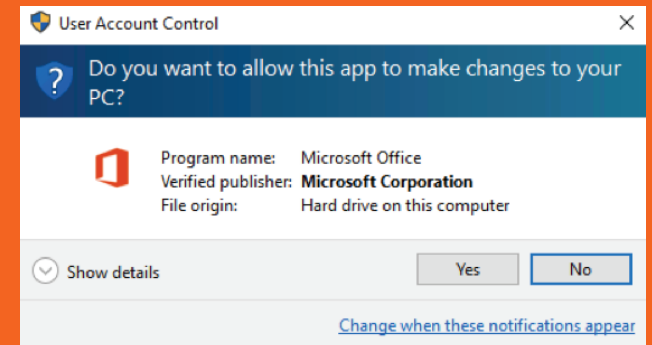 User Account Control
Do you want to allow this app to make changes to your
PC?
Program name: Microsoft Office
Verified publisher: Microsoft Corporation
File origin: Hard drive on this computer
Show details
Yes
No
Change when these notifications appear